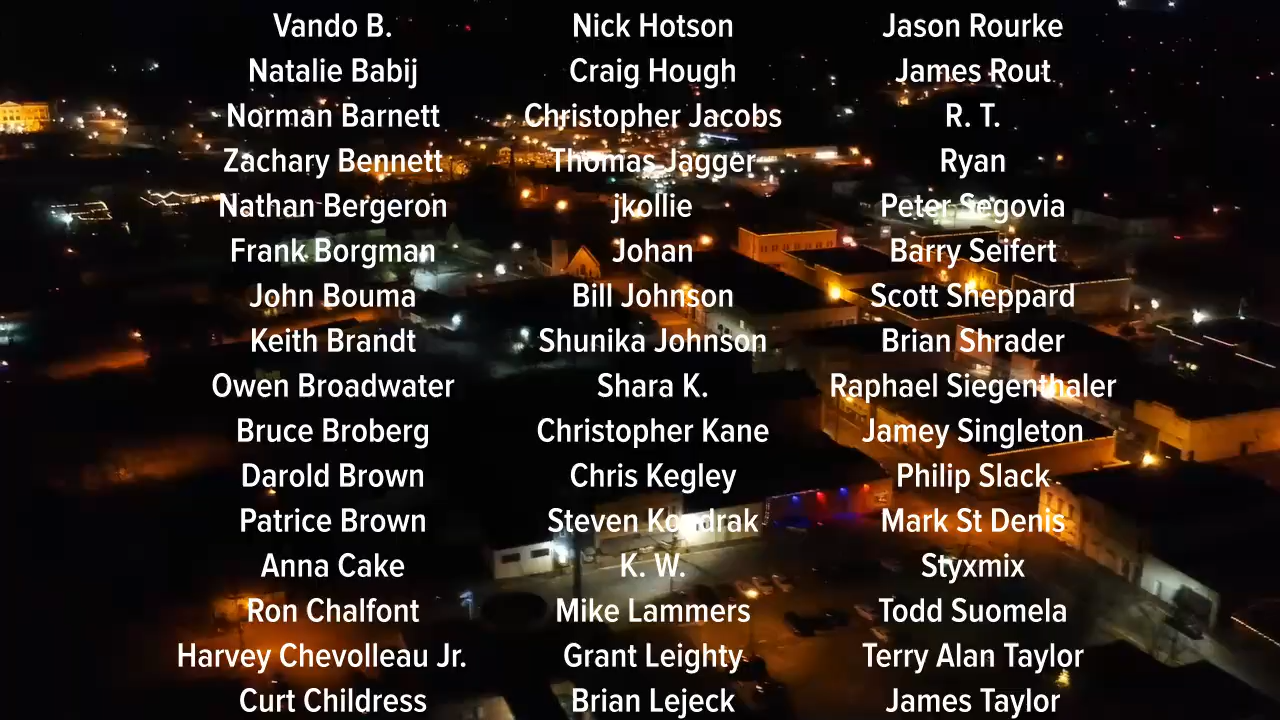 Vando B.
Natalie Babij
Norman Barnett
Zachary Bennett
Nathan Bergeron
Frank Borgman
John Bouma
Keith Brandt
Owen Broadwater
Bruce Broberg
Darold Brown
Patrice Brown
Anna Cake
Ron Chalfont
Harvey Chevolleau Jr.
Curt Childress
Nick Hotson
Craig Hough
Christopher Jacobs
Thomas Jagger
jkollie
Johan
Bill Johnson
Shunika Johnson
Shara K.
Christopher Kane
Chris Kegley
Steven Kondrak
K. W.
Mike Lammers
Grant Leighty
Brian Lejeck
Jason Rourke
James Rout
R. T.
Ryan
Peter Segovia
Barry Seifert
Scott Sheppard
Brian Shrader
Raphael Siegenthaler
Jamey Singleton
Philip Slack
Mark St Denis
Styxmix
Todd Suomela
Terry Alan Taylor
James Taylor